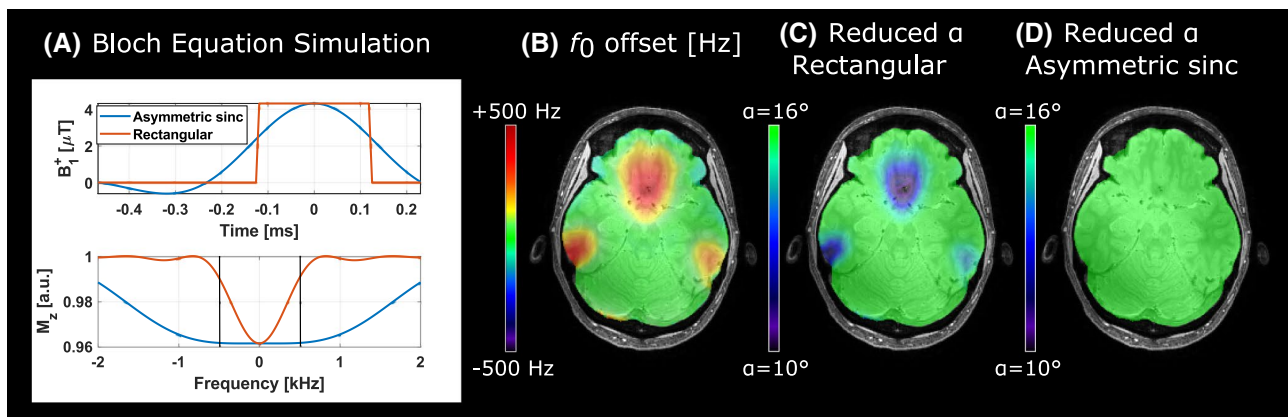 (A) Bloch Equation Simulation
(B) f0 offset [Hz]
(C) Reduced ɑ
Rectangular
(D) Reduced ɑ
Asymmetric sinc
4
2
0
B1+ [μT]
Asymmetric sinc
Rectangular
-0.4 -0.3 -0.2 -0.1 0 0.1 0.2
Time [ms]
1
0.98
0.96
Mz [a.u.]
-2 -1 0 1 2
Frequency [kHz]
+500 Hz
-500 Hz
ɑ=16°
ɑ=10°
ɑ=16°
ɑ=10°